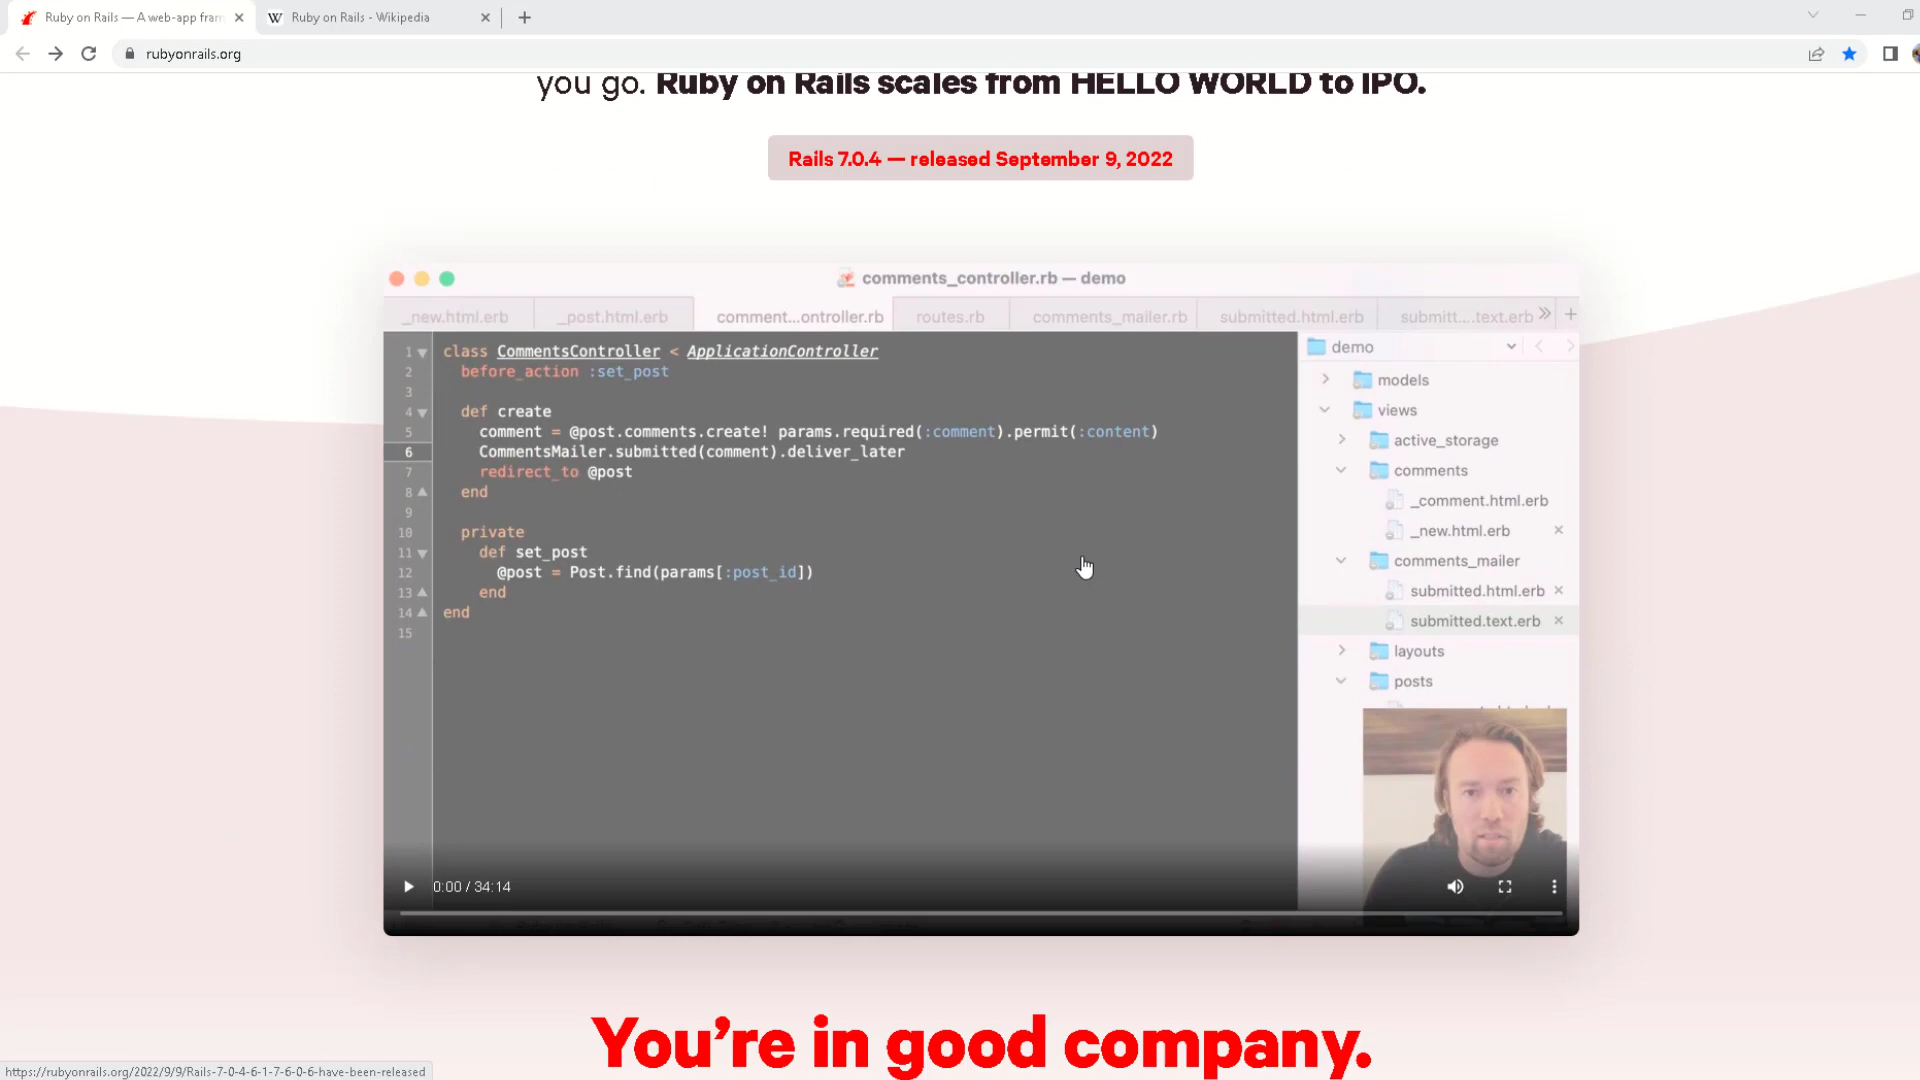 Ruby on Rails — A web-app fram
Ruby on Rails - Wikipedia
rubyonrails.org
you go. Ruby on Rails scales from HELLO WORLD to IPO.
Rails 7.0.4 — released September 9, 2022
comments_controller.rb — demo
_new.html.erb
_post.html.erb
comment...ontroller.rb
routes.rb
comments_mailer.rb
submitted.html.erb
submitt....text.erb
1 class CommentsController < ApplicationController
2 before_action :set_post
3
4 def create
5 comment = @post.comments.create! params.required(:comment).permit(:content)
6 CommentsMailer.submitted(comment).deliver_later
7 redirect_to @post
8 end
9
10 private
11 def set_post
12 @post = Post.find(params[:post_id])
13 end
14 end
15
demo
models
views
active_storage
comments
_comment.html.erb
_new.html.erb
comments_mailer
submitted.html.erb
submitted.text.erb
layouts
posts
0:00 / 34:14
You're in good company.
https://rubyonrails.org/2022/9/9/Rails-7-0-4-6-1-7-6-0-6-have-been-released